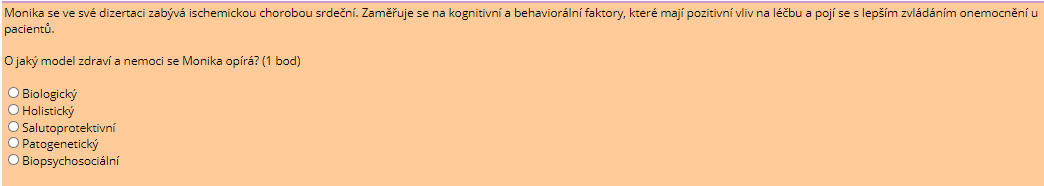 Monika se ve své dizertaci zabývá ischemickou chorobou srdeční. Zaměřuje se na kognitivní a behaviorální faktory, které mají pozitivní vliv na léčbu a pojí se s lepším zvládáním onemocnění u
pacientů.
O jaký model zdraví a nemoci se Monika opírá? (1 bod)
Biologický
Holistický
Salutoprotektivní
Patogenetický
Biopsychosociální